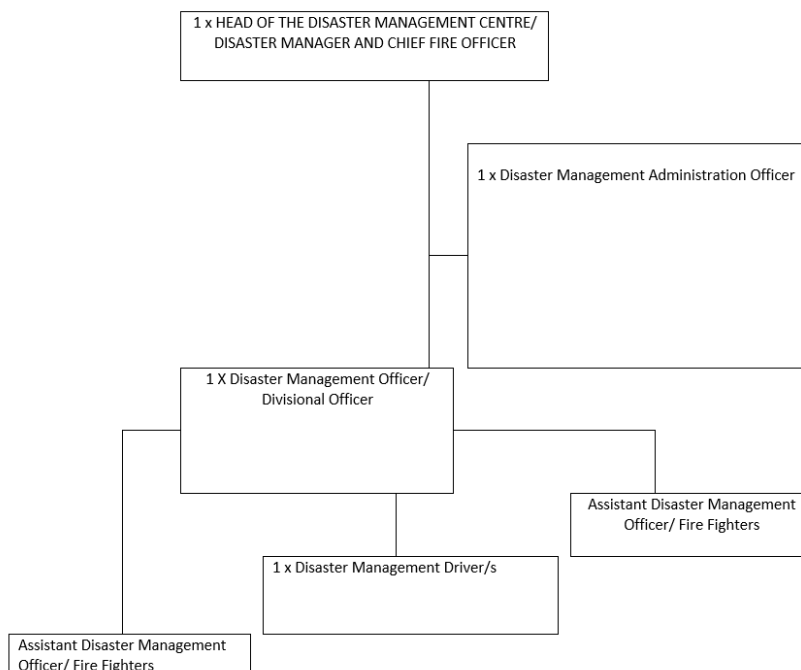 1 x HEAD OF THE DISASTER MANAGEMENT CENTRE/
DISASTER MANAGER AND CHIEF FIRE OFFICER
1 x Disaster Management Administration Officer
1 X Disaster Management Officer/
Divisional Officer
Assistant Disaster Management
Officer/ Fire Fighters
1 x Disaster Management Driver/s
Assistant Disaster Management
Officer/ Fire Fighters